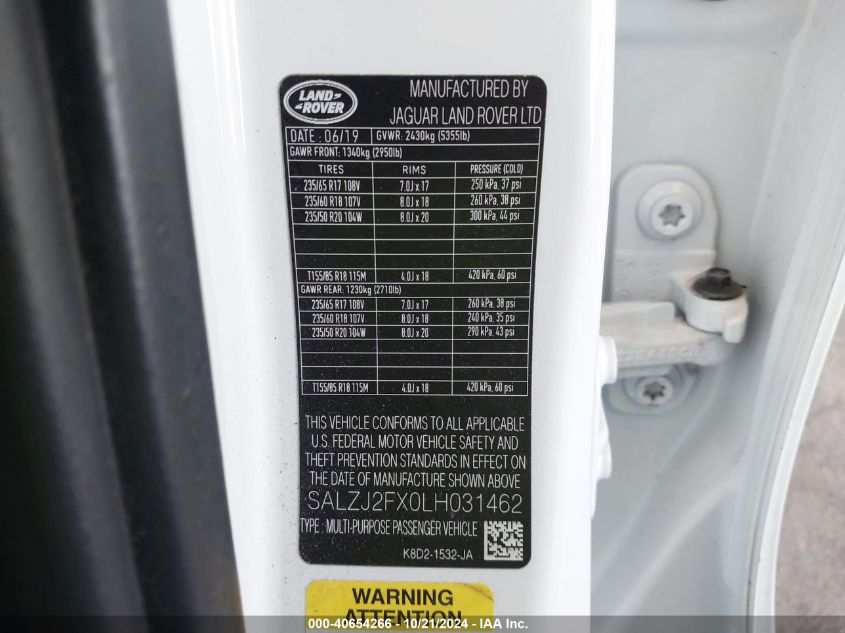 LAND ROVER
MANUFACTURED BY
JAGUAR LAND ROVER LTD
DATE : 06/19 GVWR: 2430kg (5355lb)
GAWR FRONT: 1340kg (2950lb)
TIRES RIMS PRESSURE (COLD)
235/65 R17 108V 7.0J x 17 250 kPa, 37 psi
235/60 R18 107V 8.0J x 18 260 kPa, 38 psi
235/50 R20 104W 8.0J x 20 300 kPa, 44 psi
T155/85 R18 115M 4.0J x 18 420 kPa, 60 psi
GAWR REAR: 1230kg (2710lb)
235/65 R17 108V 7.0J x 17 260 kPa, 38 psi
235/60 R18 107V 8.0J x 18 240 kPa, 35 psi
235/50 R20 104W 8.0J x 20 290 kPa, 43 psi
T155/85 R18 115M 4.0J x 18 420 kPa, 60 psi
THIS VEHICLE CONFORMS TO ALL APPLICABLE
U.S. FEDERAL MOTOR VEHICLE SAFETY AND
THEFT PREVENTION STANDARDS IN EFFECT ON
THE DATE OF MANUFACTURE SHOWN ABOVE
SALZJ2FX0LH031462
TYPE : MULTI-PURPOSE PASSENGER VEHICLE
K8D2-1532-JA
WARNING
ATTENTION
000-40654266 - 10/21/2024 - IAA Inc.